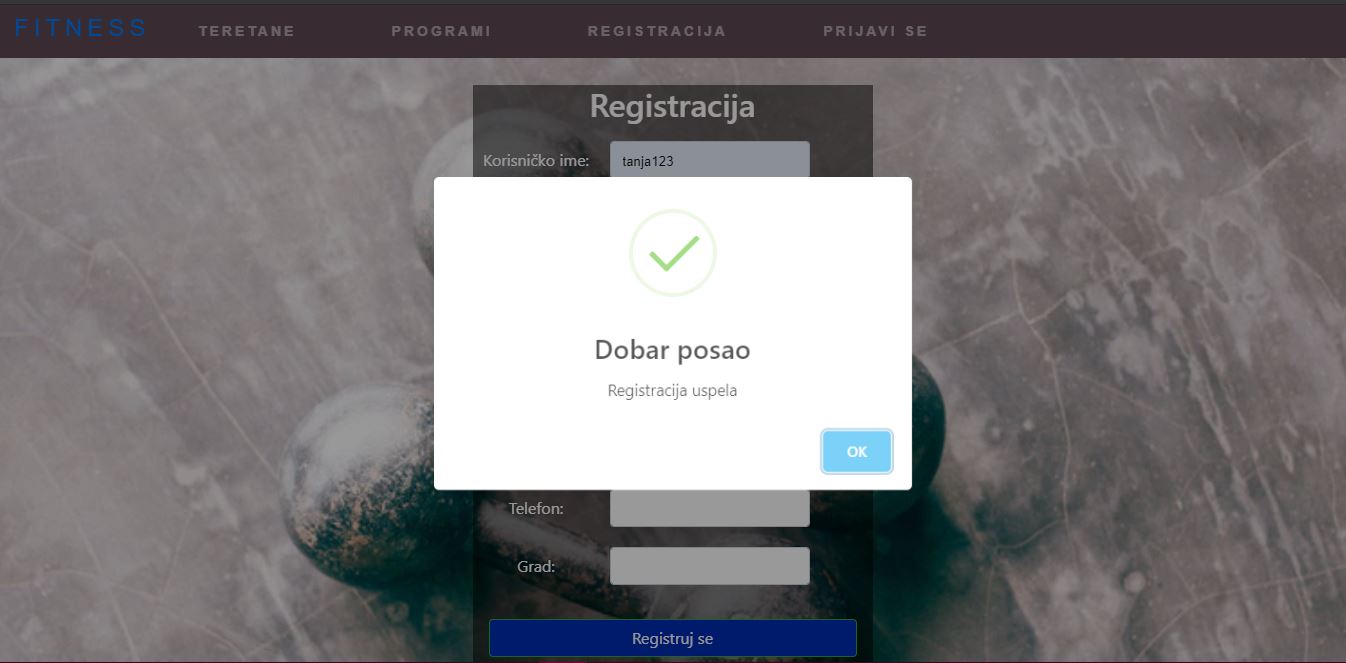 FITNESS TERETANE PROGRAMI REGISTRACIJA PRIJAVI SE
Registracija
Korisničko ime: tanja123
Dobar posao
Registracija uspela
OK
Telefon:
Grad:
Registruj se